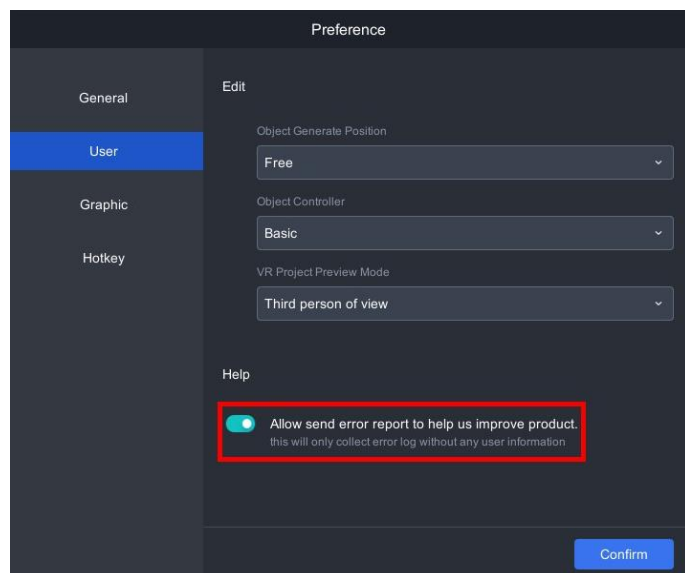 Preference
General
User
Graphic
Hotkey
Edit
Object Generate Position
Free
Object Controller
Basic
VR Project Preview Mode
Third person of view
Help
Allow send error report to help us improve product.
this will only collect error log without any user information
Confirm